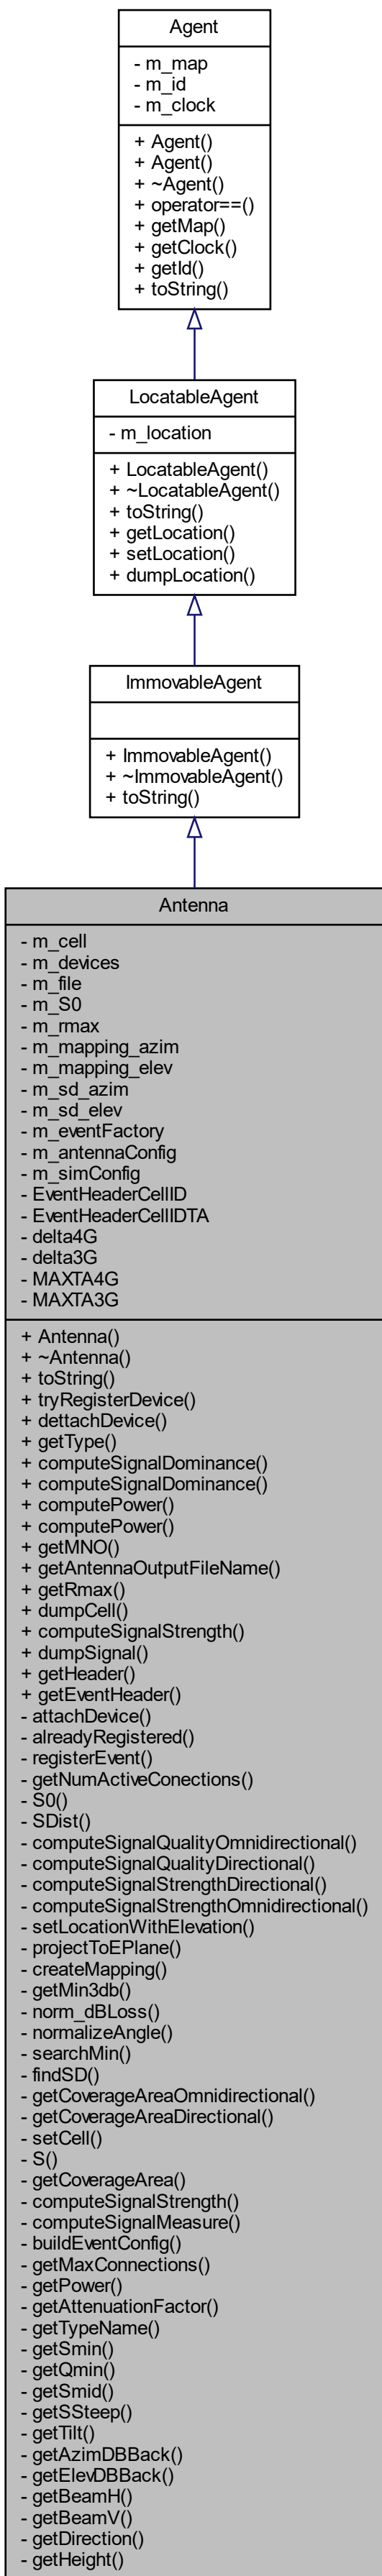 Agent
- m_map
- m_id
- m_clock
+ Agent()
+ Agent()
+ ~Agent()
+ operator==()
+ getMap()
+ getClock()
+ getId()
+ toString()
LocatableAgent
- m_location
+ LocatableAgent()
+ ~LocatableAgent()
+ toString()
+ getLocation()
+ setLocation()
+ dumpLocation()
ImmovableAgent
+ ImmovableAgent()
+ ~ImmovableAgent()
+ toString()
Antenna
- m_cell
- m_devices
- m_file
- m_S0
- m_rmax
- m_mapping_azim
- m_mapping_elev
- m_sd_azim
- m_sd_elev
- m_eventFactory
- m_antennaConfig
- m_simConfig
- EventHeaderCellID
- EventHeaderCellIDTA
- delta4G
- delta3G
- MAXTA4G
- MAXTA3G
+ Antenna()
+ ~Antenna()
+ toString()
+ tryRegisterDevice()
+ dettachDevice()
+ getType()
+ computeSignalDominance()
+ computeSignalDominance()
+ computePower()
+ computePower()
+ getMNO()
+ getAntennaOutputFileName()
+ getRmax()
+ dumpCell()
+ computeSignalStrength()
+ dumpSignal()
+ getHeader()
+ getEventHeader()
- attachDevice()
- alreadyRegistered()
- registerEvent()
- getNumActiveConections()
- S0()
- SDist()
- computeSignalQualityOmnidirectional()
- computeSignalQualityDirectional()
- computeSignalStrengthDirectional()
- computeSignalStrengthOmnidirectional()
- setLocationWithElevation()
- projectToEPlane()
- createMapping()
- getMin3db()
- norm_dBLoss()
- normalizeAngle()
- searchMin()
- findSD()
- getCoverageAreaOmnidirectional()
- getCoverageAreaDirectional()
- setCell()
- S()
- getCoverageArea()
- computeSignalStrength()
- computeSignalMeasure()
- buildEventConfig()
- getMaxConnections()
- getPower()
- getAttenuationFactor()
- getTypeName()
- getSmin()
- getQmin()
- getSmid()
- getSSteep()
- getTilt()
- getAzimDBBack()
- getElevDBBack()
- getBeamH()
- getBeamV()
- getDirection()
- getHeight()